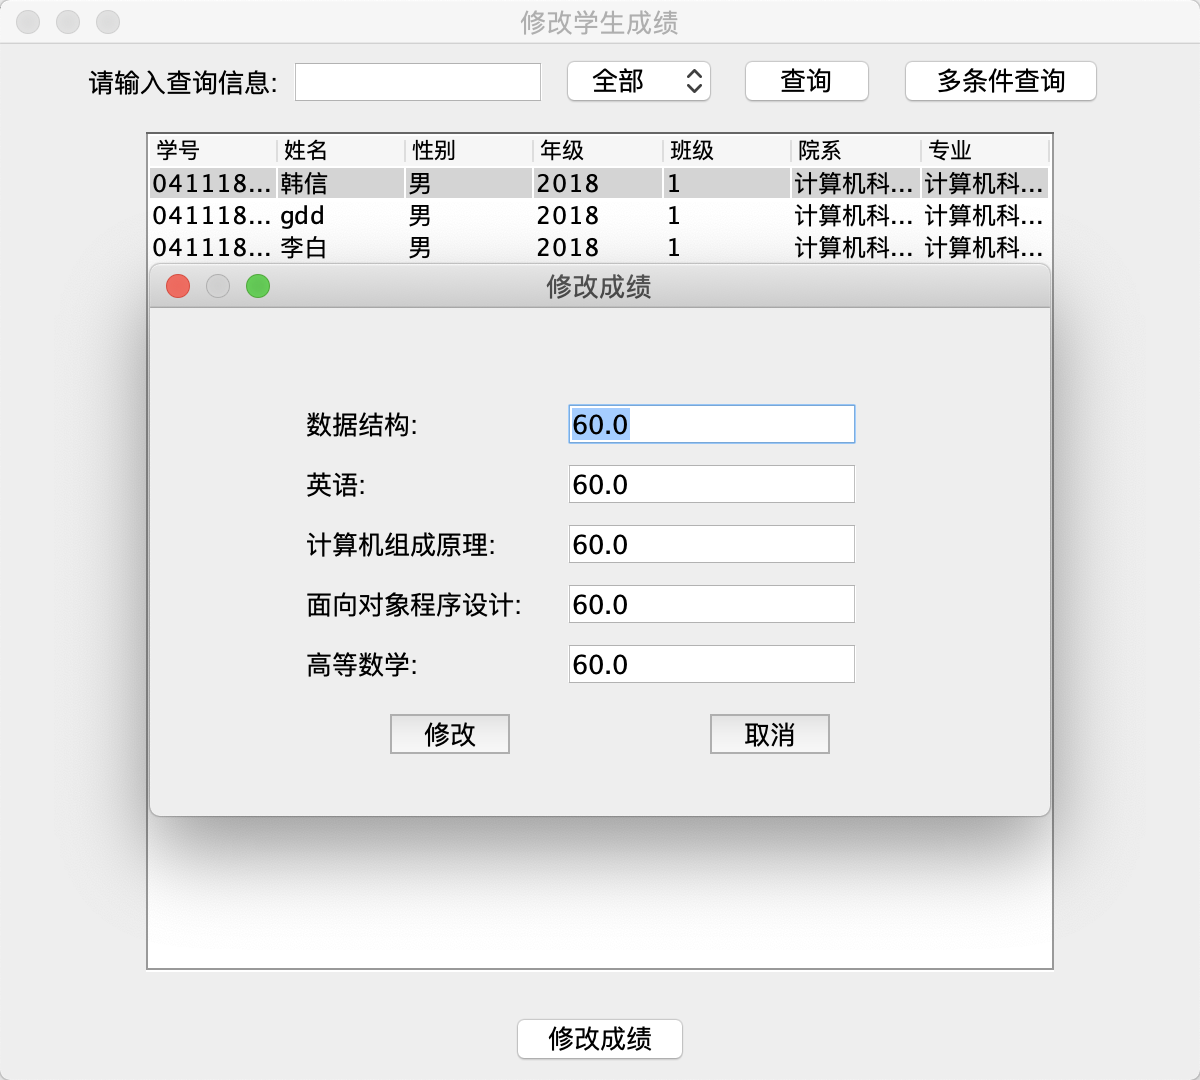 修改学生成绩
请输入查询信息: 全部 查询 多条件查询
学号 姓名 性别 年级 班级 院系 专业
041118... 韩信 男 2018 1 计算机科... 计算机科...
041118... gdd 男 2018 1 计算机科... 计算机科...
041118... 李白 男 2018 1 计算机科... 计算机科...
修改成绩
数据结构: 60.0
英语: 60.0
计算机组成原理: 60.0
面向对象程序设计: 60.0
高等数学: 60.0
修改 取消
修改成绩